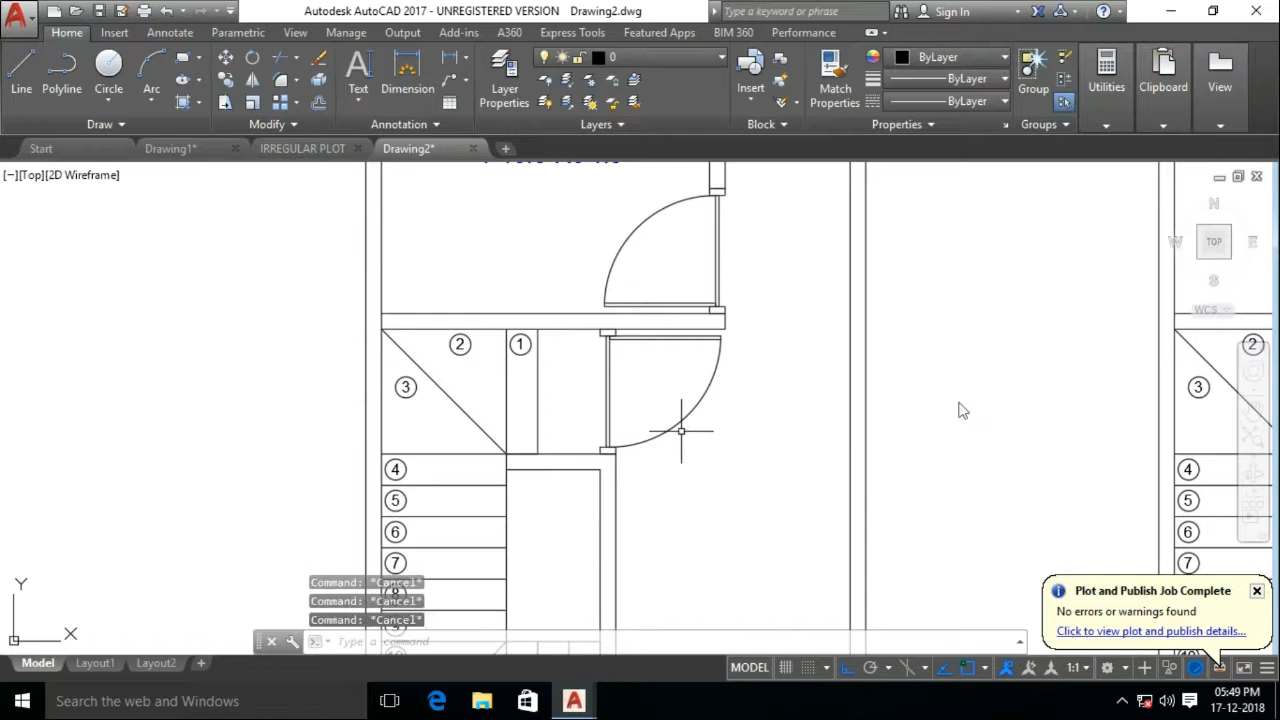 Autodesk AutoCAD 2017 - UNREGISTERED VERSION Drawing2.dwg
Type a keyword or phrase
Sign In
Home Insert Annotate Parametric View Manage Output Add-ins A360 Express Tools Featured Apps BIM 360 Performance
0
ByLayer
ByLayer
ByLayer
Line Polyline Circle Arc
Text Dimension
Layer Properties
Insert
Match Properties
Group
Utilities Clipboard View
Draw Modify Annotation Layers Block Properties Groups
Start Drawing1* IRREGULAR PLOT Drawing2*
[−][Top][2D Wireframe]
N
W TOP E
S
WCS
2 1 2
3 3
4 4
5 5
6 6
7 7
8
9
10
Y
X
Command: *Cancel*
Command: *Cancel*
Command: *Cancel*
Type a command
Plot and Publish Job Complete
No errors or warnings found
Click to view plot and publish details...
Model Layout1 Layout2
MODEL 1:1
Search the web and Windows
05:49 PM
17-12-2018